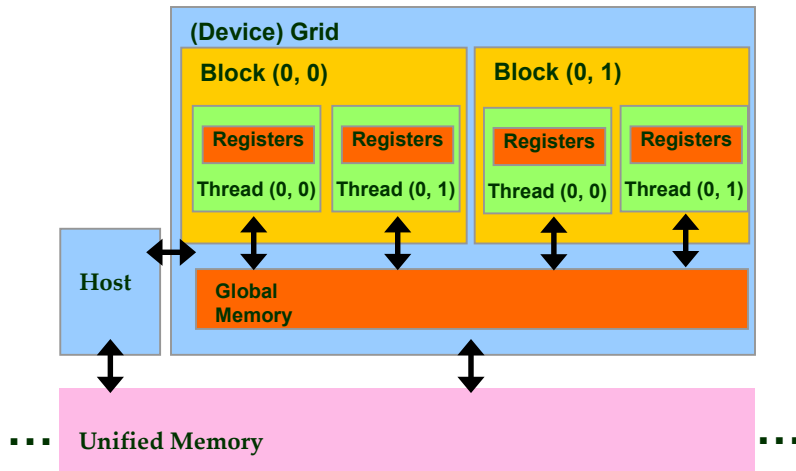 (Device) Grid
Block (0, 0)
Registers
Thread (0, 0)
Registers
Thread (0, 1)
Block (0, 1)
Registers
Thread (0, 0)
Registers
Thread (0, 1)
Host
Global
Memory
... Unified Memory ...